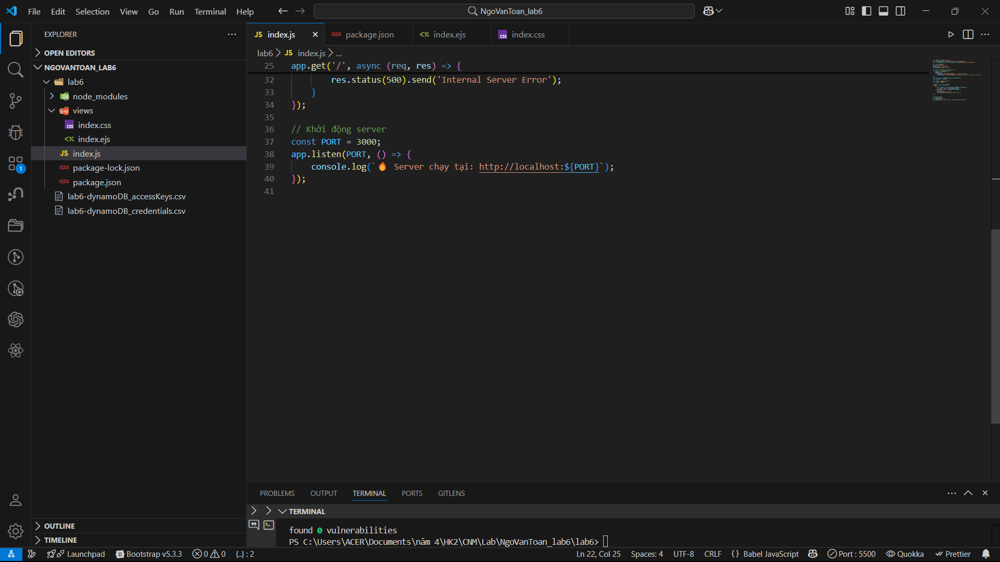 File Edit Selection View Go Run Terminal Help
NgoVanToan_lab6
EXPLORER
OPEN EDITORS
NGOVANTOAN_LAB6
lab6
node_modules
views
index.css
index.ejs
index.js
package-lock.json
package.json
lab6-dynamoDB_accessKeys.csv
lab6-dynamoDB_credentials.csv
OUTLINE
TIMELINE
1
JS index.js
package.json
<% index.ejs
css index.css
lab6 > JS index.js > ...
25 app.get('/', async (req, res) => {
32 res.status(500).send('Internal Server Error');
33 }
34 });
35
36 // Khởi động server
37 const PORT = 3000;
38 app.listen(PORT, () => {
39 console.log(`🔥 Server chạy tại: http://localhost:${PORT}`);
40 });
41
PROBLEMS OUTPUT TERMINAL PORTS GITLENS
TERMINAL
found 0 vulnerabilities
PS C:\Users\ACER\Documents\năm 4\HK2\CNM\Lab\NgoVanToan_lab6\lab6>
Launchpad Bootstrap v5.3.3 0 0 {..} : 2 Ln 22, Col 25 Spaces: 4 UTF-8 CRLF {} Babel JavaScript Port : 5500 Quokka Prettier